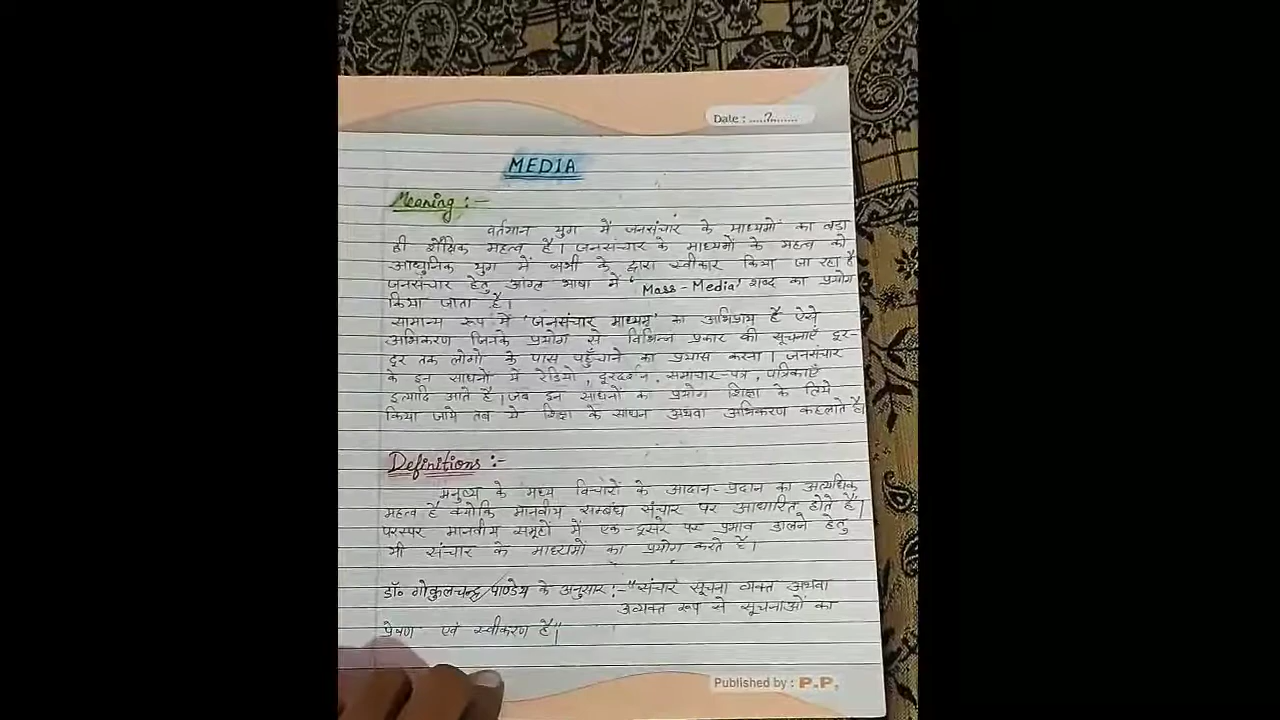 Date : .....?........
MEDIA
Meaning :-
वर्तमान युग में जनसंचार के माध्यमों का बड़ा
ही शैक्षिक महत्व है। जनसंचार के माध्यमों के महत्व को
आधुनिक युग में सभी के द्वारा स्वीकार किया जा रहा है
जनसंचार हेतु आंग्ल भाषा में 'Mass-Media' शब्द का प्रयोग
किया जाता है।
सामान्य रूप में 'जनसंचार माध्यम' का अभिप्राय है ऐसे
अभिकरण जिनके प्रयोग से विभिन्न प्रकार की सूचनाएँ दूर-
दूर तक लोगो के पास पहुँचाने का प्रयास करना। जनसंचार
के इन साधनों में रेडियो, दूरदर्शन, समाचार-पत्र, पत्रिकाएँ
इत्यादि आते है। जब इन साधनों का प्रयोग शिक्षा के लिये
किया जाये तब ये शिक्षा के साधन अथवा अभिकरण कहलाते है।
Definitions :-
मनुष्य के मध्य विचारों के आदान-प्रदान का अत्यधिक
महत्व है क्योकि मानवीय सम्बंध संचार पर आधारित होते है।
परस्पर मानवीय समूहों में एक-दूसरे पर प्रभाव डालने हेतु
भी संचार के माध्यमों का प्रयोग करते है।
डॉ॰ गोकुलचन्द्र पाण्डेय के अनुसार :- "संचार सूचना व्यक्त अथवा
अव्यक्त रूप से सूचनाओं का
प्रेषण एवं स्वीकरण है"।
Published by : P.P.